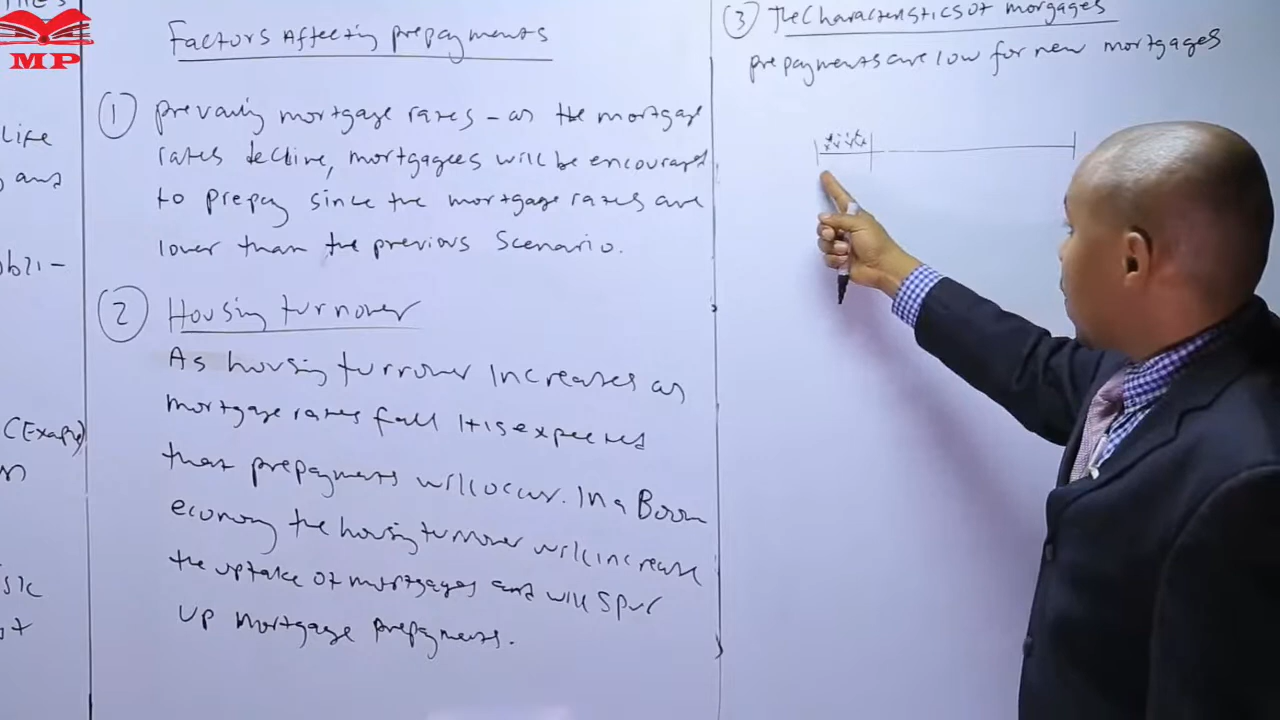 MP
Life
and
Obli-
(Example)
Factors Affecting prepayments
1 prevailing mortgage rates - as the mortgage
rates decline, mortgagees will be encouraged
to prepay since the mortgage rates are
lower than the previous Scenario.
2 Housing turnover
As housing turnover Increases as
mortgage rates fall It is expected
that prepayments will occur. In a Boom
economy the housing turnover will increase
the uptake of mortgages and will spur
up mortgage prepayments.
3 The Characteristics of mortgages
prepayments are low for new mortgages